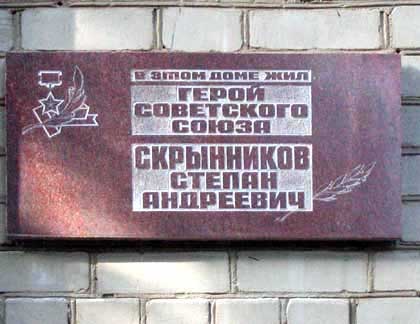 В ЭТОМ ДОМЕ ЖИЛ
ГЕРОЙ
СОВЕТСКОГО
СОЮЗА
СКРЫННИКОВ
СТЕПАН
АНДРЕЕВИЧ